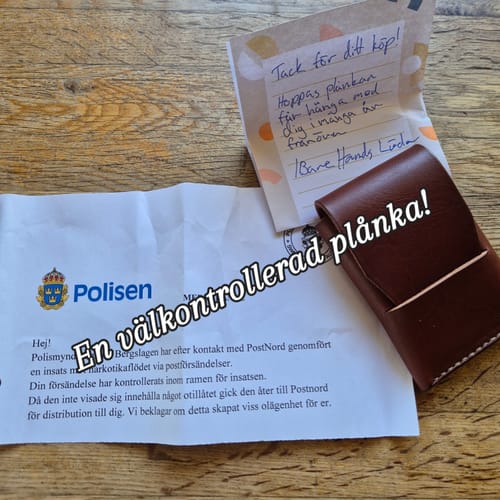 Tack för ditt köp!
Hoppas plånkan
får hänga med
dig i många år
framöver
Bare Hands Läder
En välkontrollerad plånka!
Polisen
Hej!
Bergslagen har efter kontakt med PostNord genomfört
en insats narkotikaflödet via postförsändelser.
Din försändelse har kontrollerats inom ramen för insatsen.
Då den inte visade sig innehålla något otillåtet gick den åter till Postnord
för distribution till dig. Vi beklagar om detta skapat viss olägenhet för er.